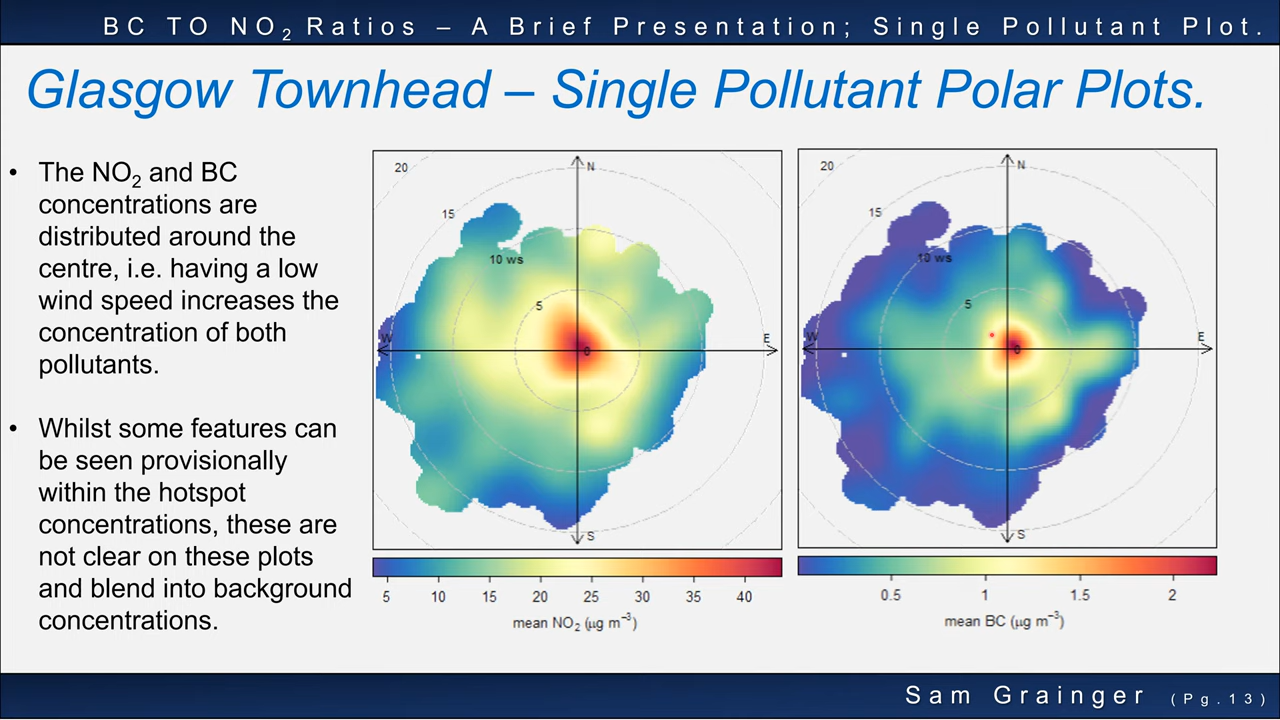 BC TO NO₂ Ratios – A Brief Presentation; Single Pollutant Plot.
Glasgow Townhead – Single Pollutant Polar Plots.
• The NO₂ and BC
concentrations are
distributed around the
centre, i.e. having a low
wind speed increases the
concentration of both
pollutants.
• Whilst some features can
be seen provisionally
within the hotspot
concentrations, these are
not clear on these plots
and blend into background
concentrations.
20
N
15
10 ws
5
W
E
0
S
5 10 15 20 25 30 35 40
mean NO₂ (µg m⁻³)
20
N
15
10 ws
5
W
E
0
S
0.5 1 1.5 2
mean BC (µg m⁻³)
Sam Grainger (Pg.13)